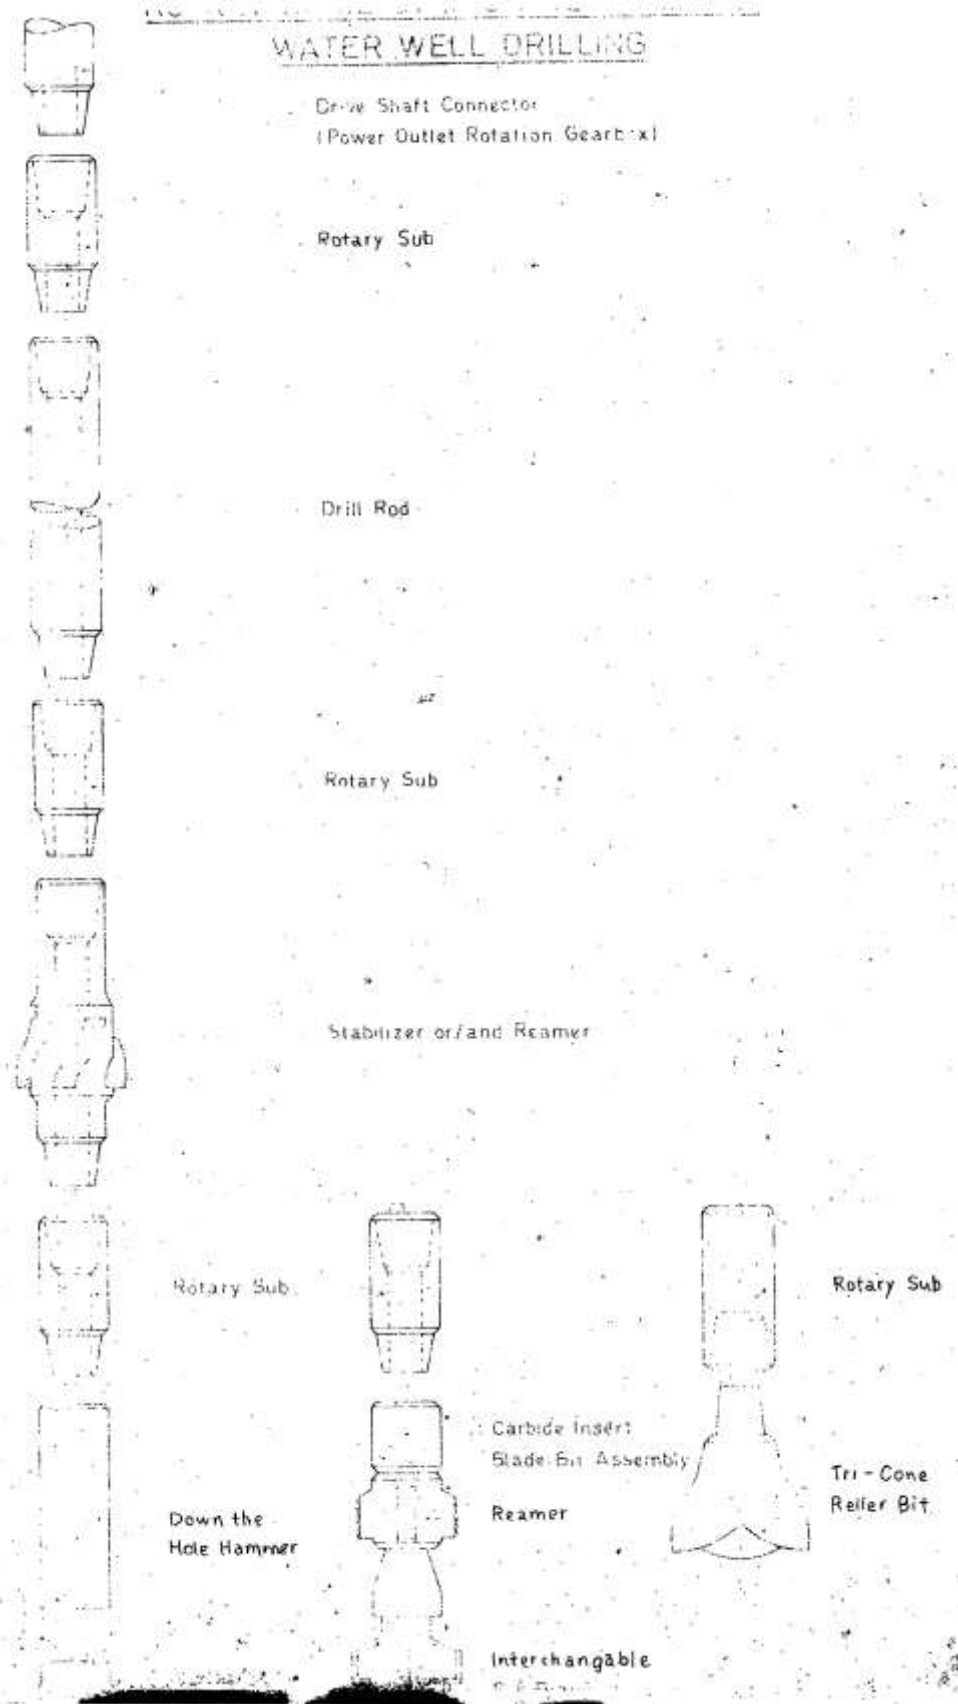 WATER WELL DRILLING
Drive Shaft Connector
(Power Outlet Rotation Gearbox)
Rotary Sub
Drill Rod
Rotary Sub
Stabilizer or/and Reamer
Rotary Sub
Rotary Sub
Carbide Insert
Blade Bit Assembly
Tri-Cone
Roller Bit
Reamer
Down the
Hole Hammer
Interchangable